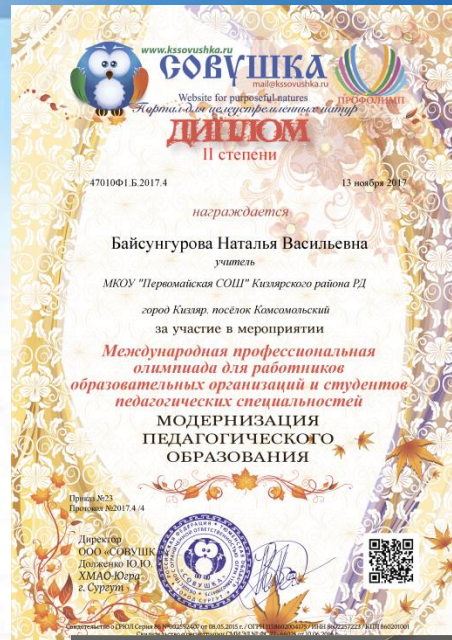 www.kssovushka.ru
СОВУШКА
mail@kssovushka.ru
Website for purposeful natures
ПРОФОЛИМП
Портал для целеустремленных натур
ДИПЛОМ
II степени
47010Ф1.Б.2017.4
13 ноября 2017
награждается
Байсунгурова Наталья Васильевна
учитель
МКОУ "Первомайская СОШ" Кизлярского района РД
город Кизляр. посёлок Комсомольский
за участие в мероприятии
Международная профессиональная
олимпиада для работников
образовательных организаций и студентов
педагогических специальностей
МОДЕРНИЗАЦИЯ
ПЕДАГОГИЧЕСКОГО
ОБРАЗОВАНИЯ
Приказ №23
Протокол №2017.4 /4
Директор
ООО «СОВУШК
Долженко Ю.Ю.
ХМАО-Югра
г. Сургут
СОВУШКА